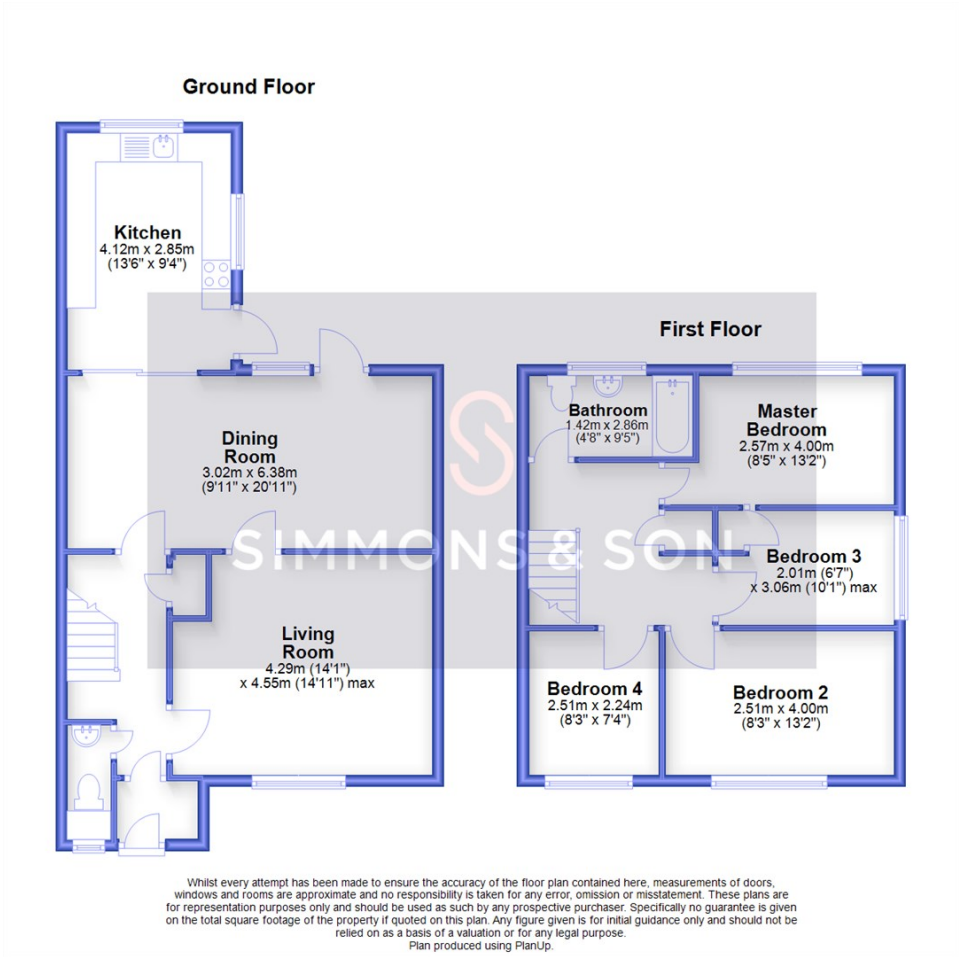 Ground Floor
Kitchen
4.12m x 2.85m
(13'6" x 9'4")
First Floor
Dining
Room
3.02m x 6.38m
(9'11" x 20'11")
Bathroom
1.42m x 2.86m
(4'8" x 9'5")
Master
Bedroom
2.57m x 4.00m
(8'5" x 13'2")
SIMMONS & SON
Bedroom 3
2.01m (6'7")
x 3.06m (10'1") max
Living
Room
4.29m (14'1")
x 4.55m (14'11") max
Bedroom 4
2.51m x 2.24m
(8'3" x 7'4")
Bedroom 2
2.51m x 4.00m
(8'3" x 13'2")
Whilst every attempt has been made to ensure the accuracy of the floor plan contained here, measurements of doors,
windows and rooms are approximate and no responsibility is taken for any error, omission or misstatement. These plans are
for representation purposes only and should be used as such by any prospective purchaser. Specifically no guarantee is given
on the total square footage of the property if quoted on this plan. Any figure given is for initial guidance only and should not be
relied on as a basis of a valuation or for any legal purpose.
Plan produced using PlanUp.